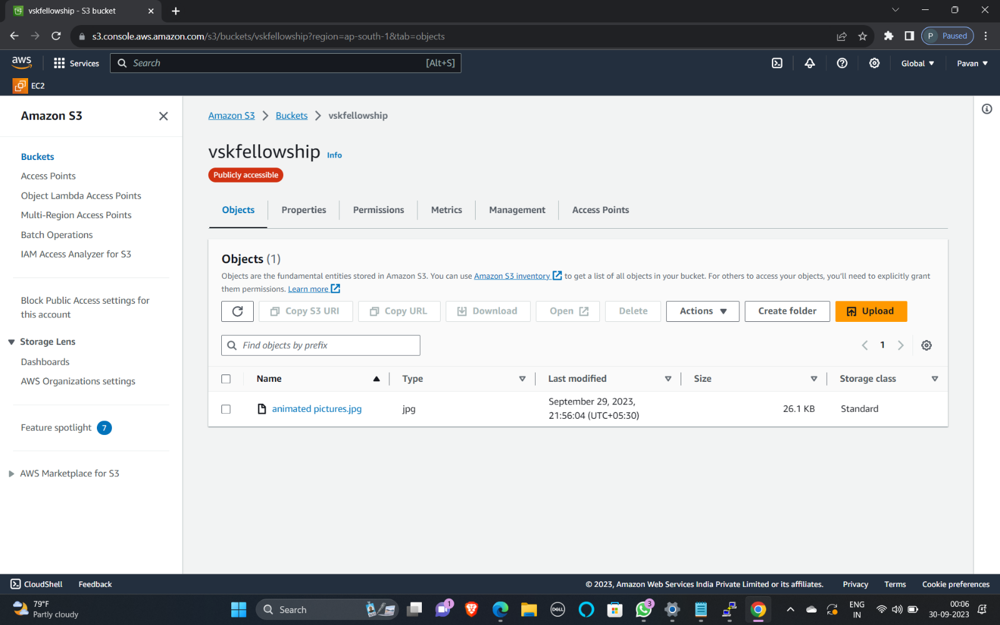 vskfellowship - S3 bucket
s3.console.aws.amazon.com/s3/buckets/vskfellowship?region=ap-south-1&tab=objects
P Paused
aws
Services
Search [Alt+S]
Global
Pavan
EC2
Amazon S3
Buckets
Access Points
Object Lambda Access Points
Multi-Region Access Points
Batch Operations
IAM Access Analyzer for S3
Block Public Access settings for
this account
Storage Lens
Dashboards
AWS Organizations settings
Feature spotlight 7
AWS Marketplace for S3
Amazon S3 > Buckets > vskfellowship
vskfellowship Info
Publicly accessible
Objects Properties Permissions Metrics Management Access Points
Objects (1)
Objects are the fundamental entities stored in Amazon S3. You can use Amazon S3 inventory to get a list of all objects in your bucket. For others to access your objects, you'll need to explicitly grant
them permissions. Learn more
Copy S3 URI Copy URL Download Open Delete Actions Create folder Upload
Find objects by prefix
1
Name Type Last modified Size Storage class
animated pictures.jpg jpg September 29, 2023, 26.1 KB Standard
21:56:04 (UTC+05:30)
CloudShell Feedback © 2023, Amazon Web Services India Private Limited or its affiliates. Privacy Terms Cookie preferences
79°F
Partly cloudy
Search
1
DELL
3
ENG
IN
00:06
30-09-2023